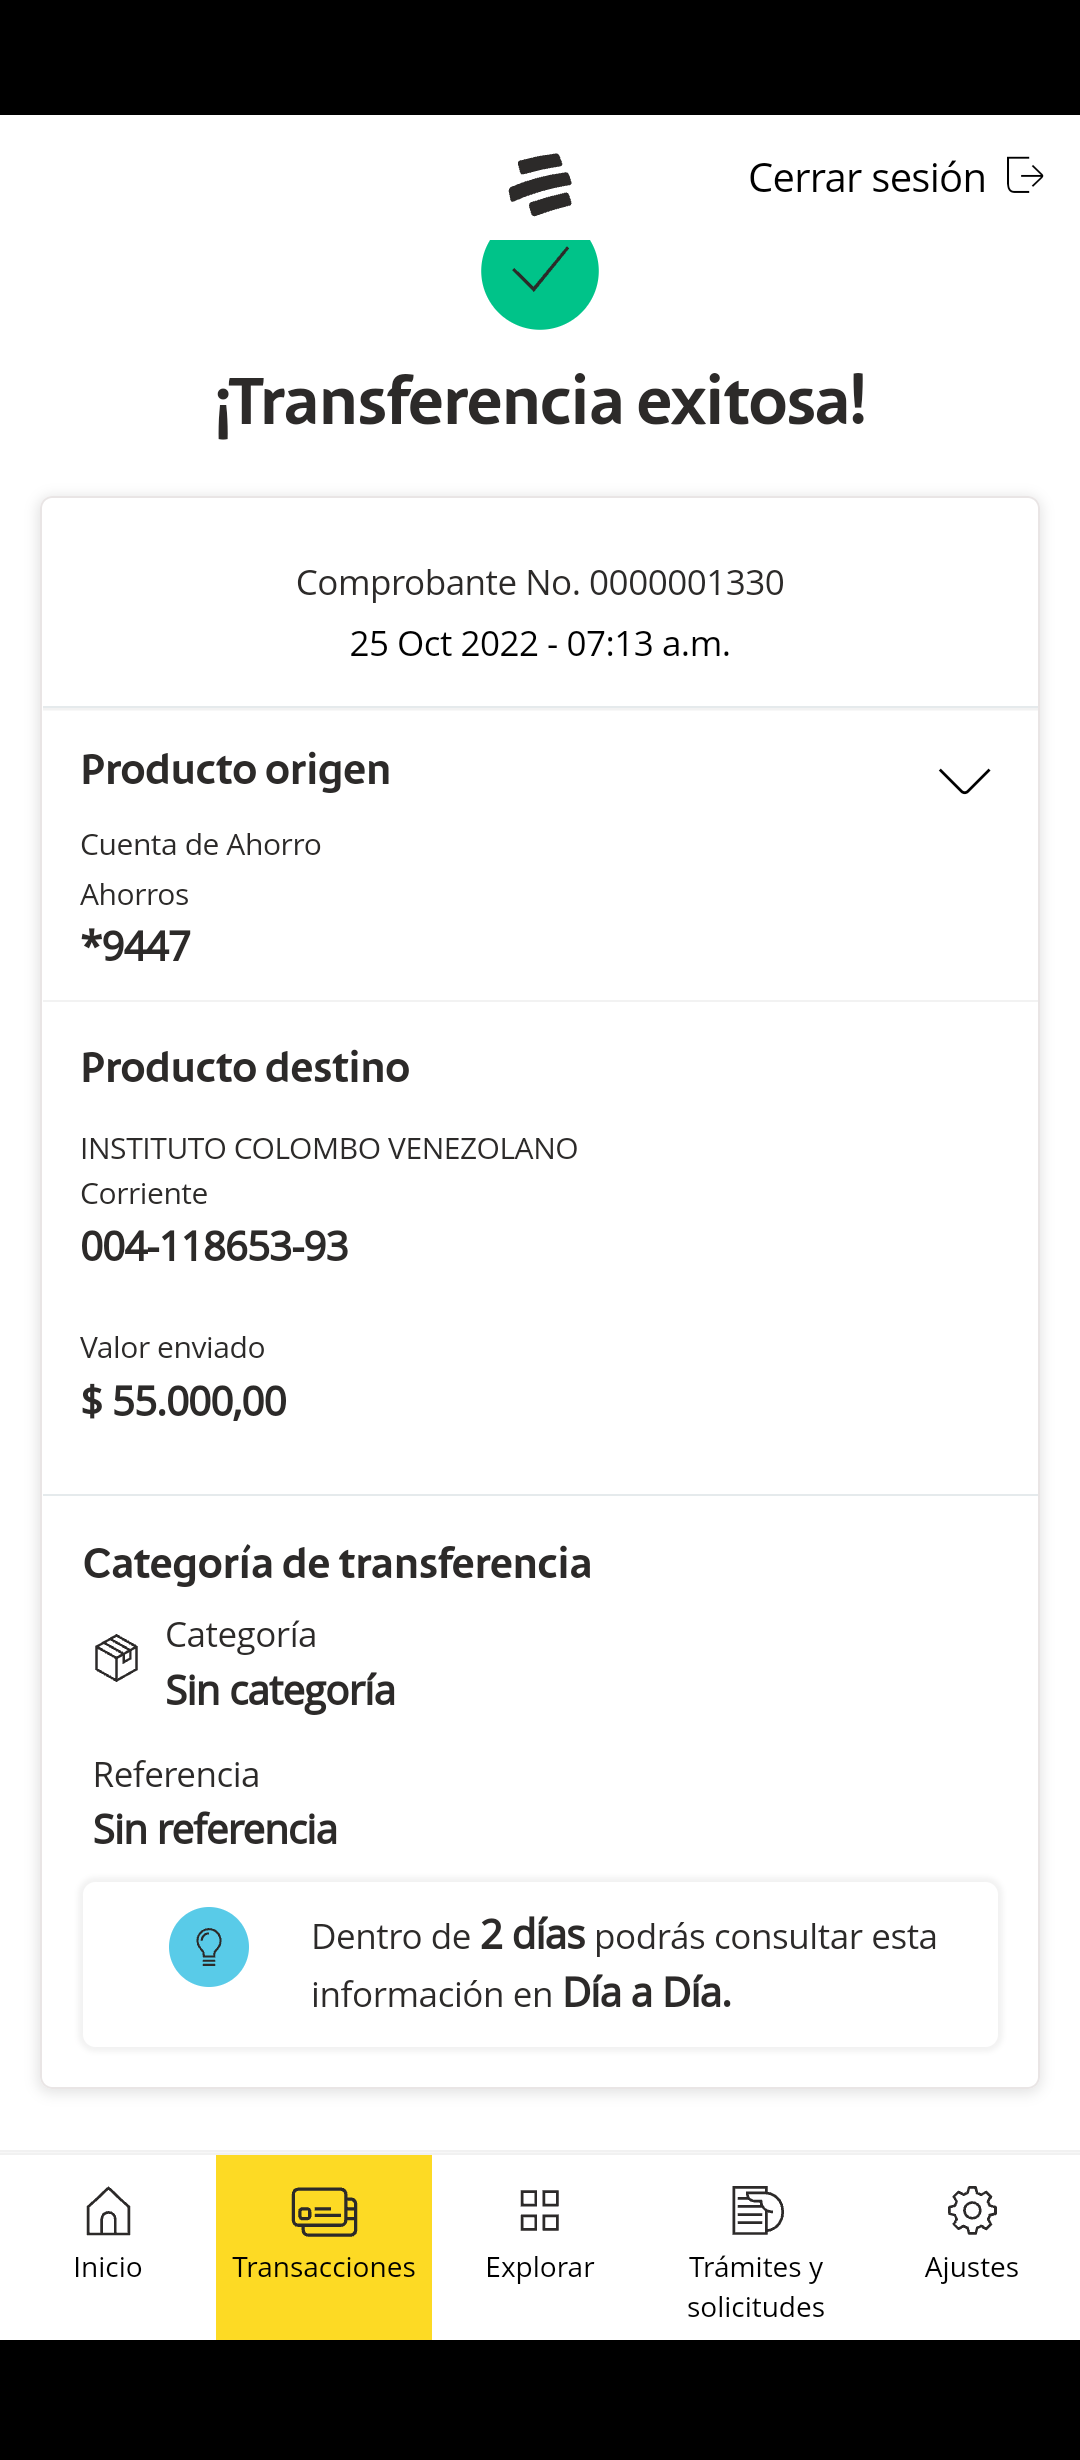 Cerrar sesión
¡Transferencia exitosa!
Comprobante No. 0000001330
25 Oct 2022 - 07:13 a.m.
Producto origen
Cuenta de Ahorro
Ahorros
*9447
Producto destino
INSTITUTO COLOMBO VENEZOLANO
Corriente
004-118653-93
Valor enviado
$ 55.000,00
Categoría de transferencia
Categoría
Sin categoría
Referencia
Sin referencia
Dentro de 2 días podrás consultar esta
información en Día a Día.
Inicio
Transacciones
Explorar
Trámites y
solicitudes
Ajustes